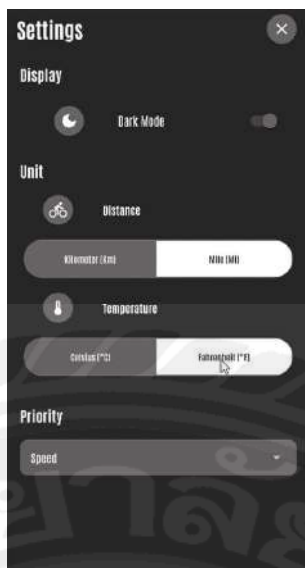 Settings
Display
Dark Mode
Unit
Distance
Kilometer (Km)
Mile (Mi)
Temperature
Celsius (°C)
Fahrenheit (°F)
Priority
Speed